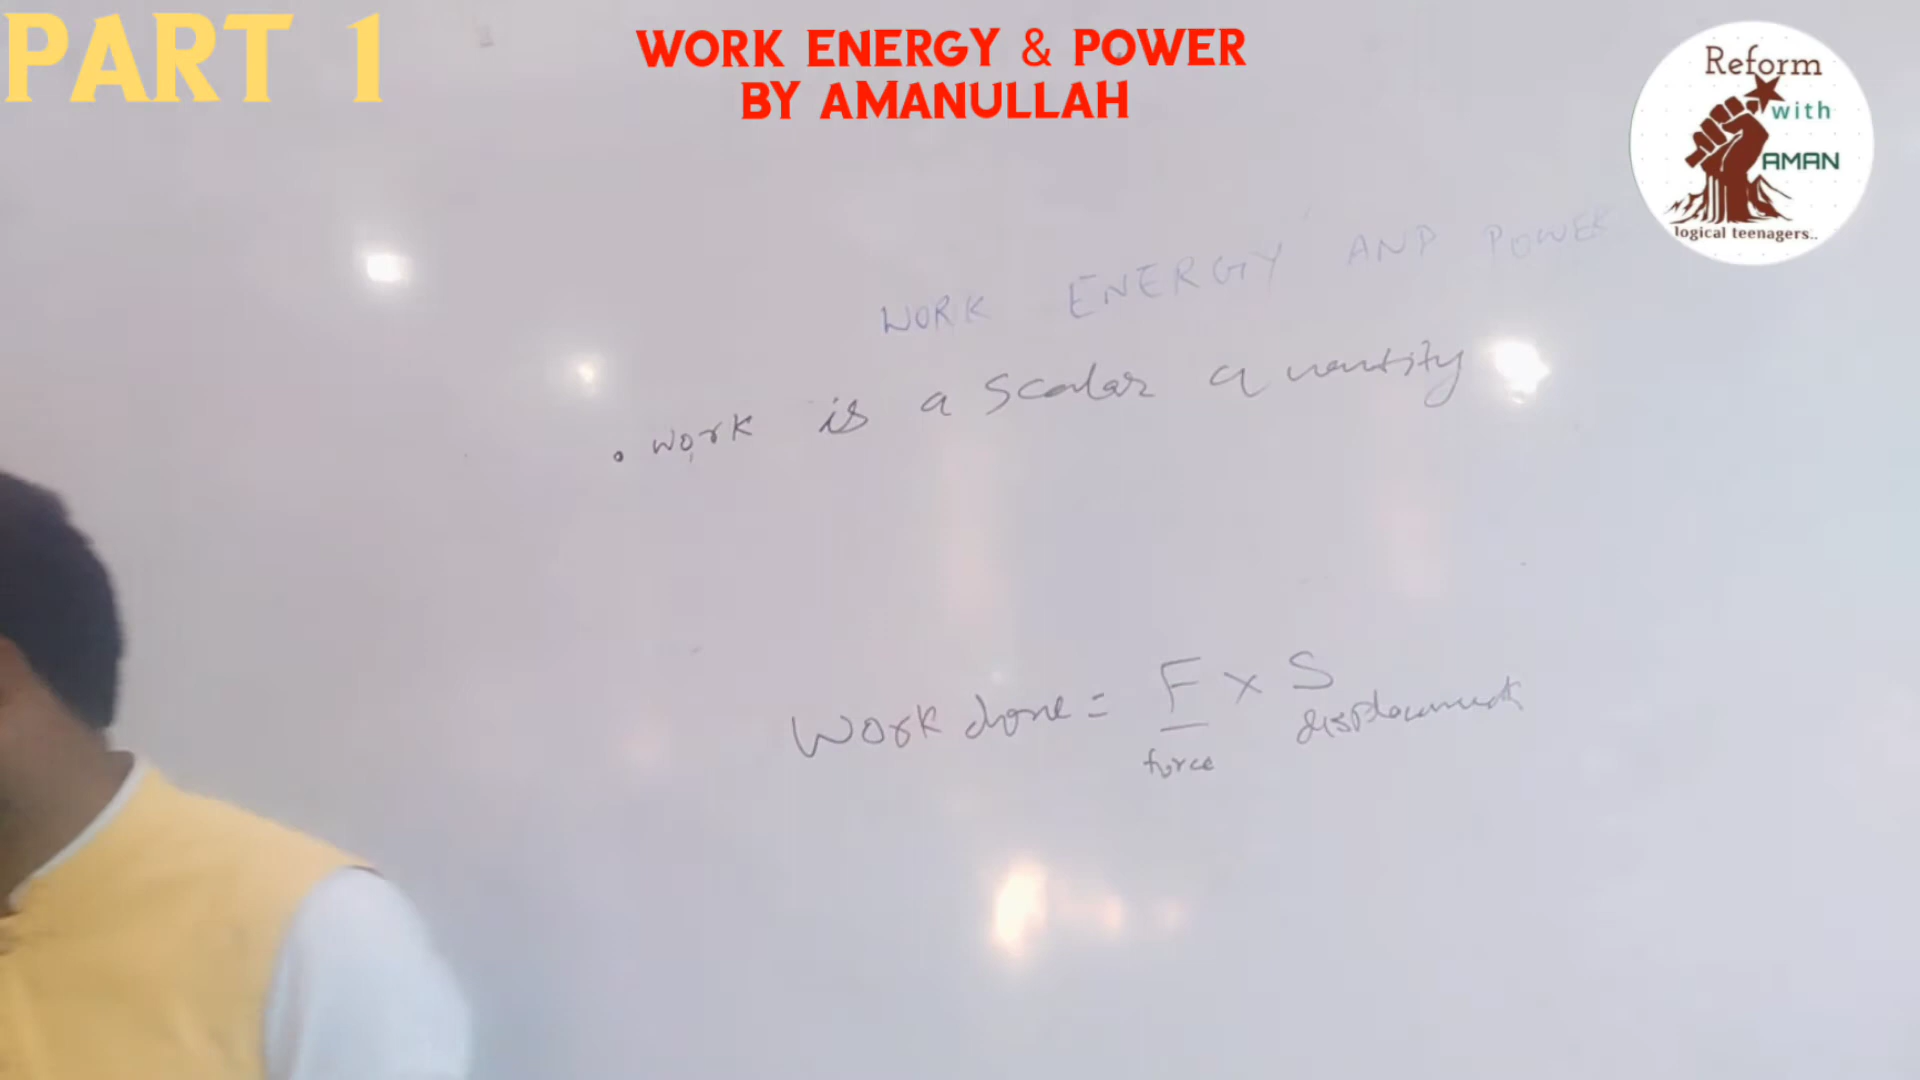 PART 1
WORK ENERGY & POWER
BY AMANULLAH
Reform
with
AMAN
logical teenagers..
WORK ENERGY AND POWER
• work is a scalar quantity
Work done = F × S
force displacement